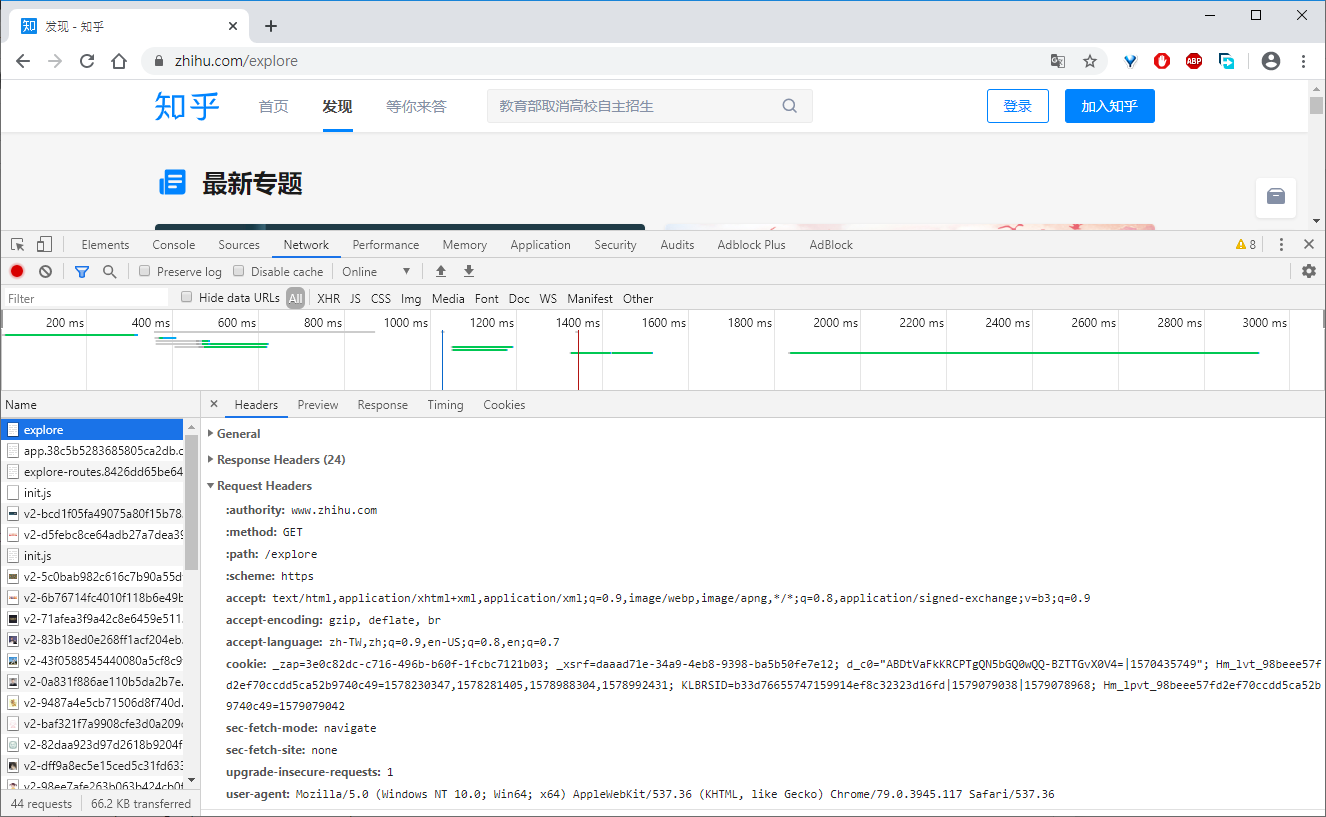 知 发现 - 知乎
zhihu.com/explore
ABP
知乎 首页 发现 等你来答 教育部取消高校自主招生 登录 加入知乎
最新专题
Elements Console Sources Network Performance Memory Application Security Audits Adblock Plus AdBlock 8
Preserve log Disable cache Online
Filter Hide data URLs All XHR JS CSS Img Media Font Doc WS Manifest Other
200 ms 400 ms 600 ms 800 ms 1000 ms 1200 ms 1400 ms 1600 ms 1800 ms 2000 ms 2200 ms 2400 ms 2600 ms 2800 ms 3000 ms
Name
explore
app.38c5b5283685805ca2db.c
explore-routes.8426dd65be64
init.js
v2-bcd1f05fa49075a80f15b78
v2-d5febc8ce64adb27a7dea39
init.js
v2-5c0bab982c616c7b90a55d
v2-6b76714fc4010f118b6e49b
v2-71afea3f9a42c8e6459e511
v2-83b18ed0e268ff1acf204eb
v2-43f0588545440080a5cf8c9
v2-0a831f886ae110b5da2b7e
v2-9487a4e5cb71506d8f740d
v2-baf321f7a9908cfe3d0a209
v2-82daa923d97d2618b9204f
v2-dff9a8ec5e15ced5c31fd633
v2-98ee7afe263b063b424cb0f
44 requests 66.2 KB transferred
Headers Preview Response Timing Cookies
General
Response Headers (24)
Request Headers
:authority: www.zhihu.com
:method: GET
:path: /explore
:scheme: https
accept: text/html,application/xhtml+xml,application/xml;q=0.9,image/webp,image/apng,*/*;q=0.8,application/signed-exchange;v=b3;q=0.9
accept-encoding: gzip, deflate, br
accept-language: zh-TW,zh;q=0.9,en-US;q=0.8,en;q=0.7
cookie: _zap=3e0c82dc-c716-496b-b60f-1fcbc7121b03; _xsrf=daaad71e-34a9-4eb8-9398-ba5b50fe7e12; d_c0="ABDtVaFkKRCPTgQN5bGQ0wQQ-BZTTGvX0V4=|1570435749"; Hm_lvt_98beee57f
d2ef70ccdd5ca52b9740c49=1578230347,1578281405,1578988304,1578992431; KLBRSID=b33d76655747159914ef8c32323d16fd|1579079038|1579078968; Hm_lpvt_98beee57fd2ef70ccdd5ca52b
9740c49=1579079042
sec-fetch-mode: navigate
sec-fetch-site: none
upgrade-insecure-requests: 1
user-agent: Mozilla/5.0 (Windows NT 10.0; Win64; x64) AppleWebKit/537.36 (KHTML, like Gecko) Chrome/79.0.3945.117 Safari/537.36